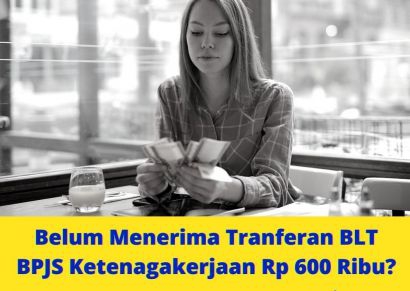 Belum Menerima Tranferan BLT
BPJS Ketenagakerjaan Rp 600 Ribu?